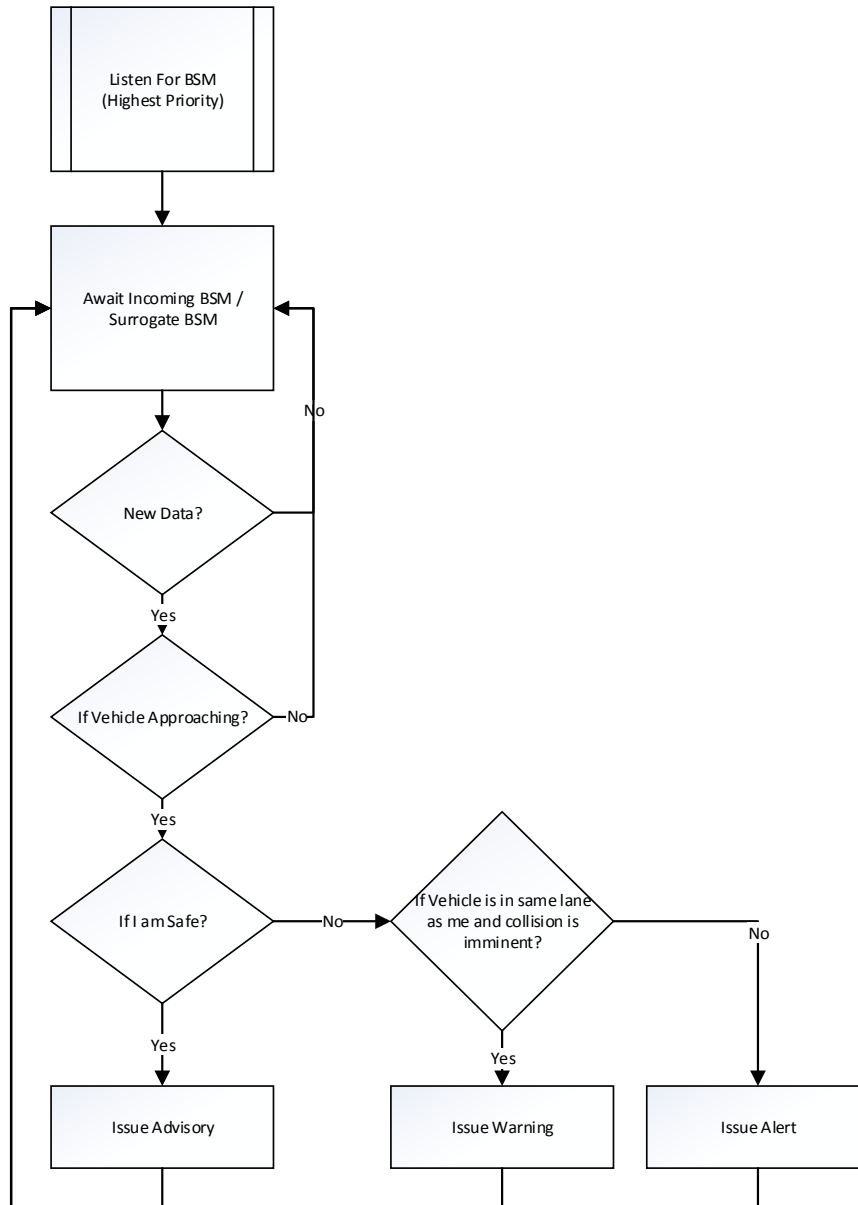 Listen For BSM
(Highest Priority)
Await Incoming BSM /
Surrogate BSM
No
New Data?
Yes
If Vehicle Approaching?
No
Yes
If I am Safe?
No
If Vehicle is in same lane
as me and collision is
imminent?
No
Yes
Yes
Issue Advisory
Issue Warning
Issue Alert